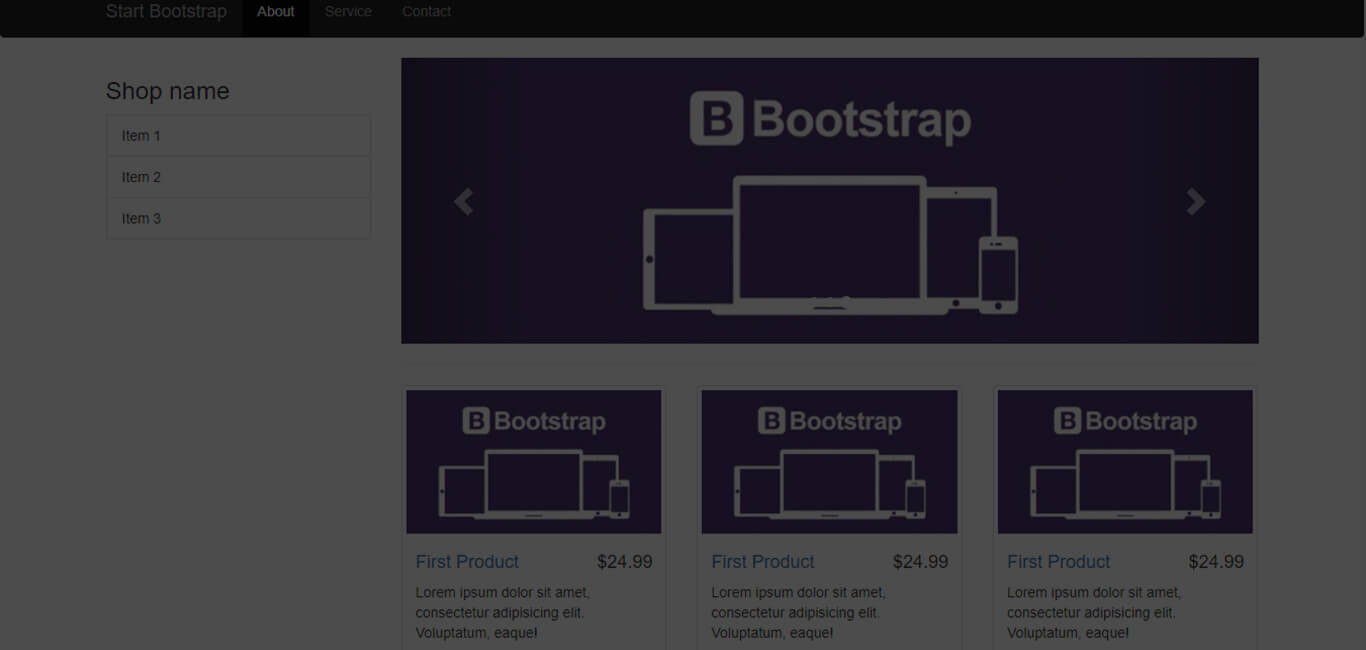 Start Bootstrap About Service Contact
Shop name
Item 1
Item 2
Item 3
B Bootstrap
B Bootstrap
B Bootstrap
B Bootstrap
First Product $24.99
Lorem ipsum dolor sit amet,
consectetur adipisicing elit.
Voluptatum, eaque!
First Product $24.99
Lorem ipsum dolor sit amet,
consectetur adipisicing elit.
Voluptatum, eaque!
First Product $24.99
Lorem ipsum dolor sit amet,
consectetur adipisicing elit.
Voluptatum, eaque!